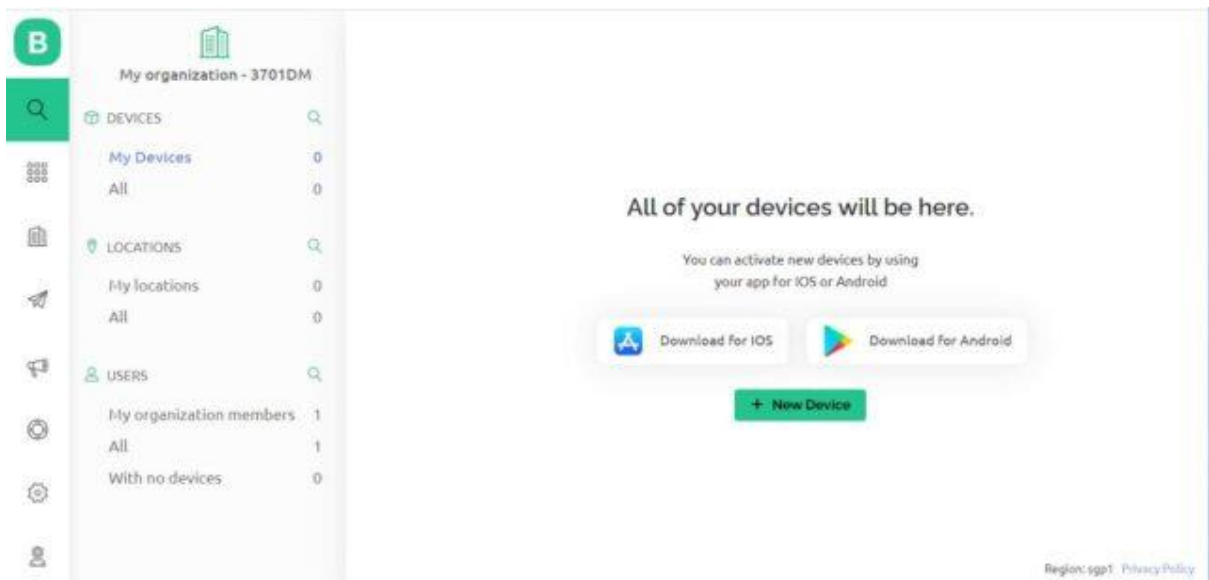 B
My organization - 3701DM
DEVICES
My Devices 0
All 0
LOCATIONS
My locations 0
All 0
USERS
My organization members 1
All 1
With no devices 0
All of your devices will be here.
You can activate new devices by using
your app for IOS or Android
Download for IOS
Download for Android
+ New Device
Region: sgp1 Privacy Policy